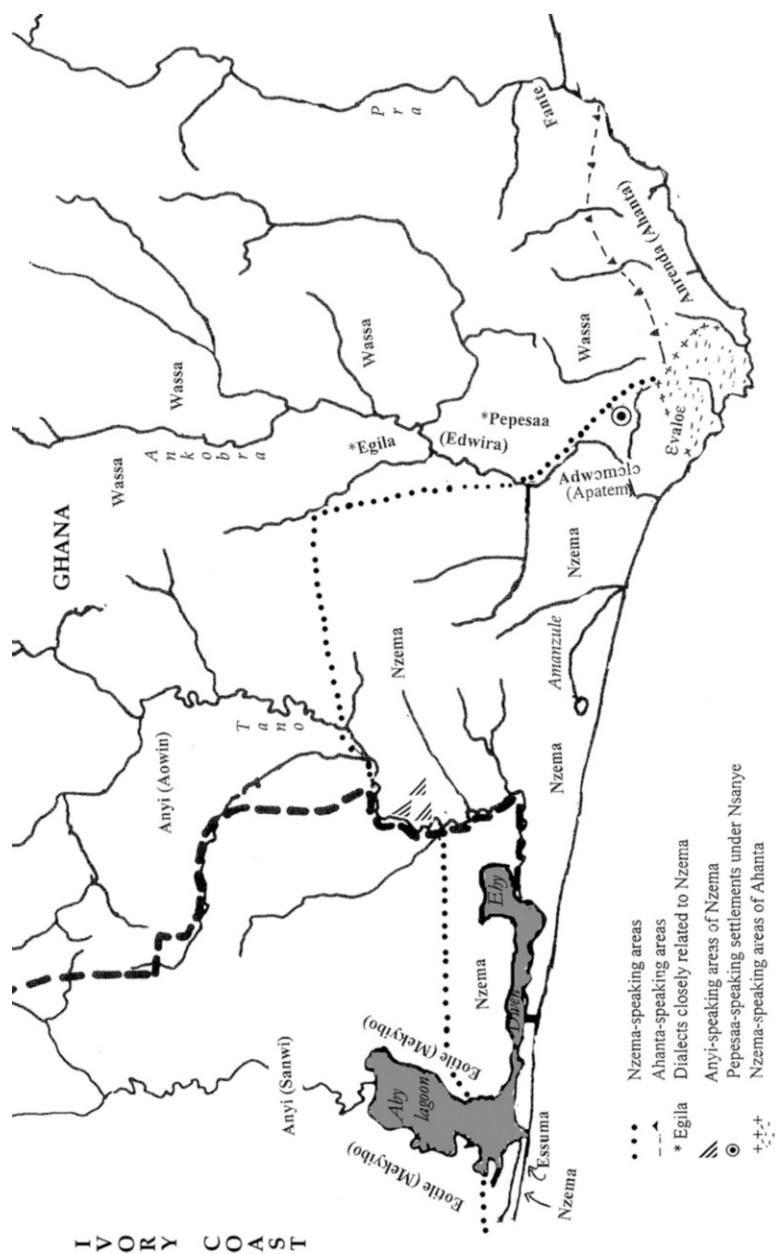 IVORY COAST
GHANA
Anyi (Sanwi)
Anyi (Aowin)
Tano
Wassa
Ankobra
Wassa
Wassa
Wassa
Pra
Fante
Anrenda (Ahanta)
*Egila
*Pepesaa
(Edwira)
Adwɔmɔlɔ
(Apatem)
Ɛvaloɛ
Nzema
Nzema
Amanzule
Nzema
Nzema
Eotile (Mekyibo)
Eotile (Mekyibo)
Aby
lagoon
Ehy
Essuma
Nzema
Nzema-speaking areas
Ahanta-speaking areas
* Egila Dialects closely related to Nzema
Anyi-speaking areas of Nzema
Pepesaa-speaking settlements under Nsanye
Nzema-speaking areas of Ahanta